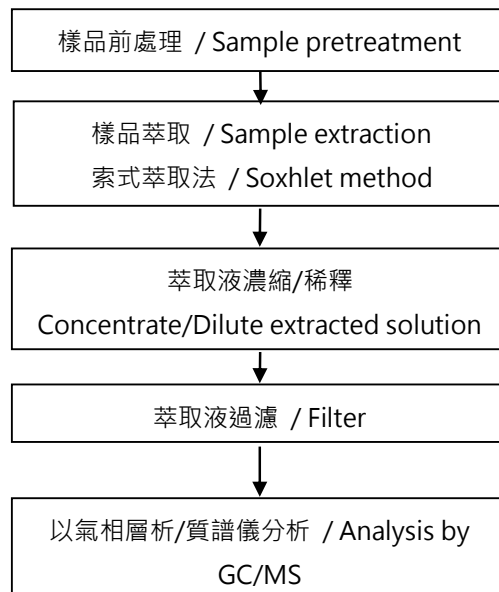 樣品前處理 / Sample pretreatment
樣品萃取 / Sample extraction
索式萃取法 / Soxhlet method
萃取液濃縮/稀釋
Concentrate/Dilute extracted solution
萃取液過濾 / Filter
以氣相層析/質譜儀分析 / Analysis by
GC/MS